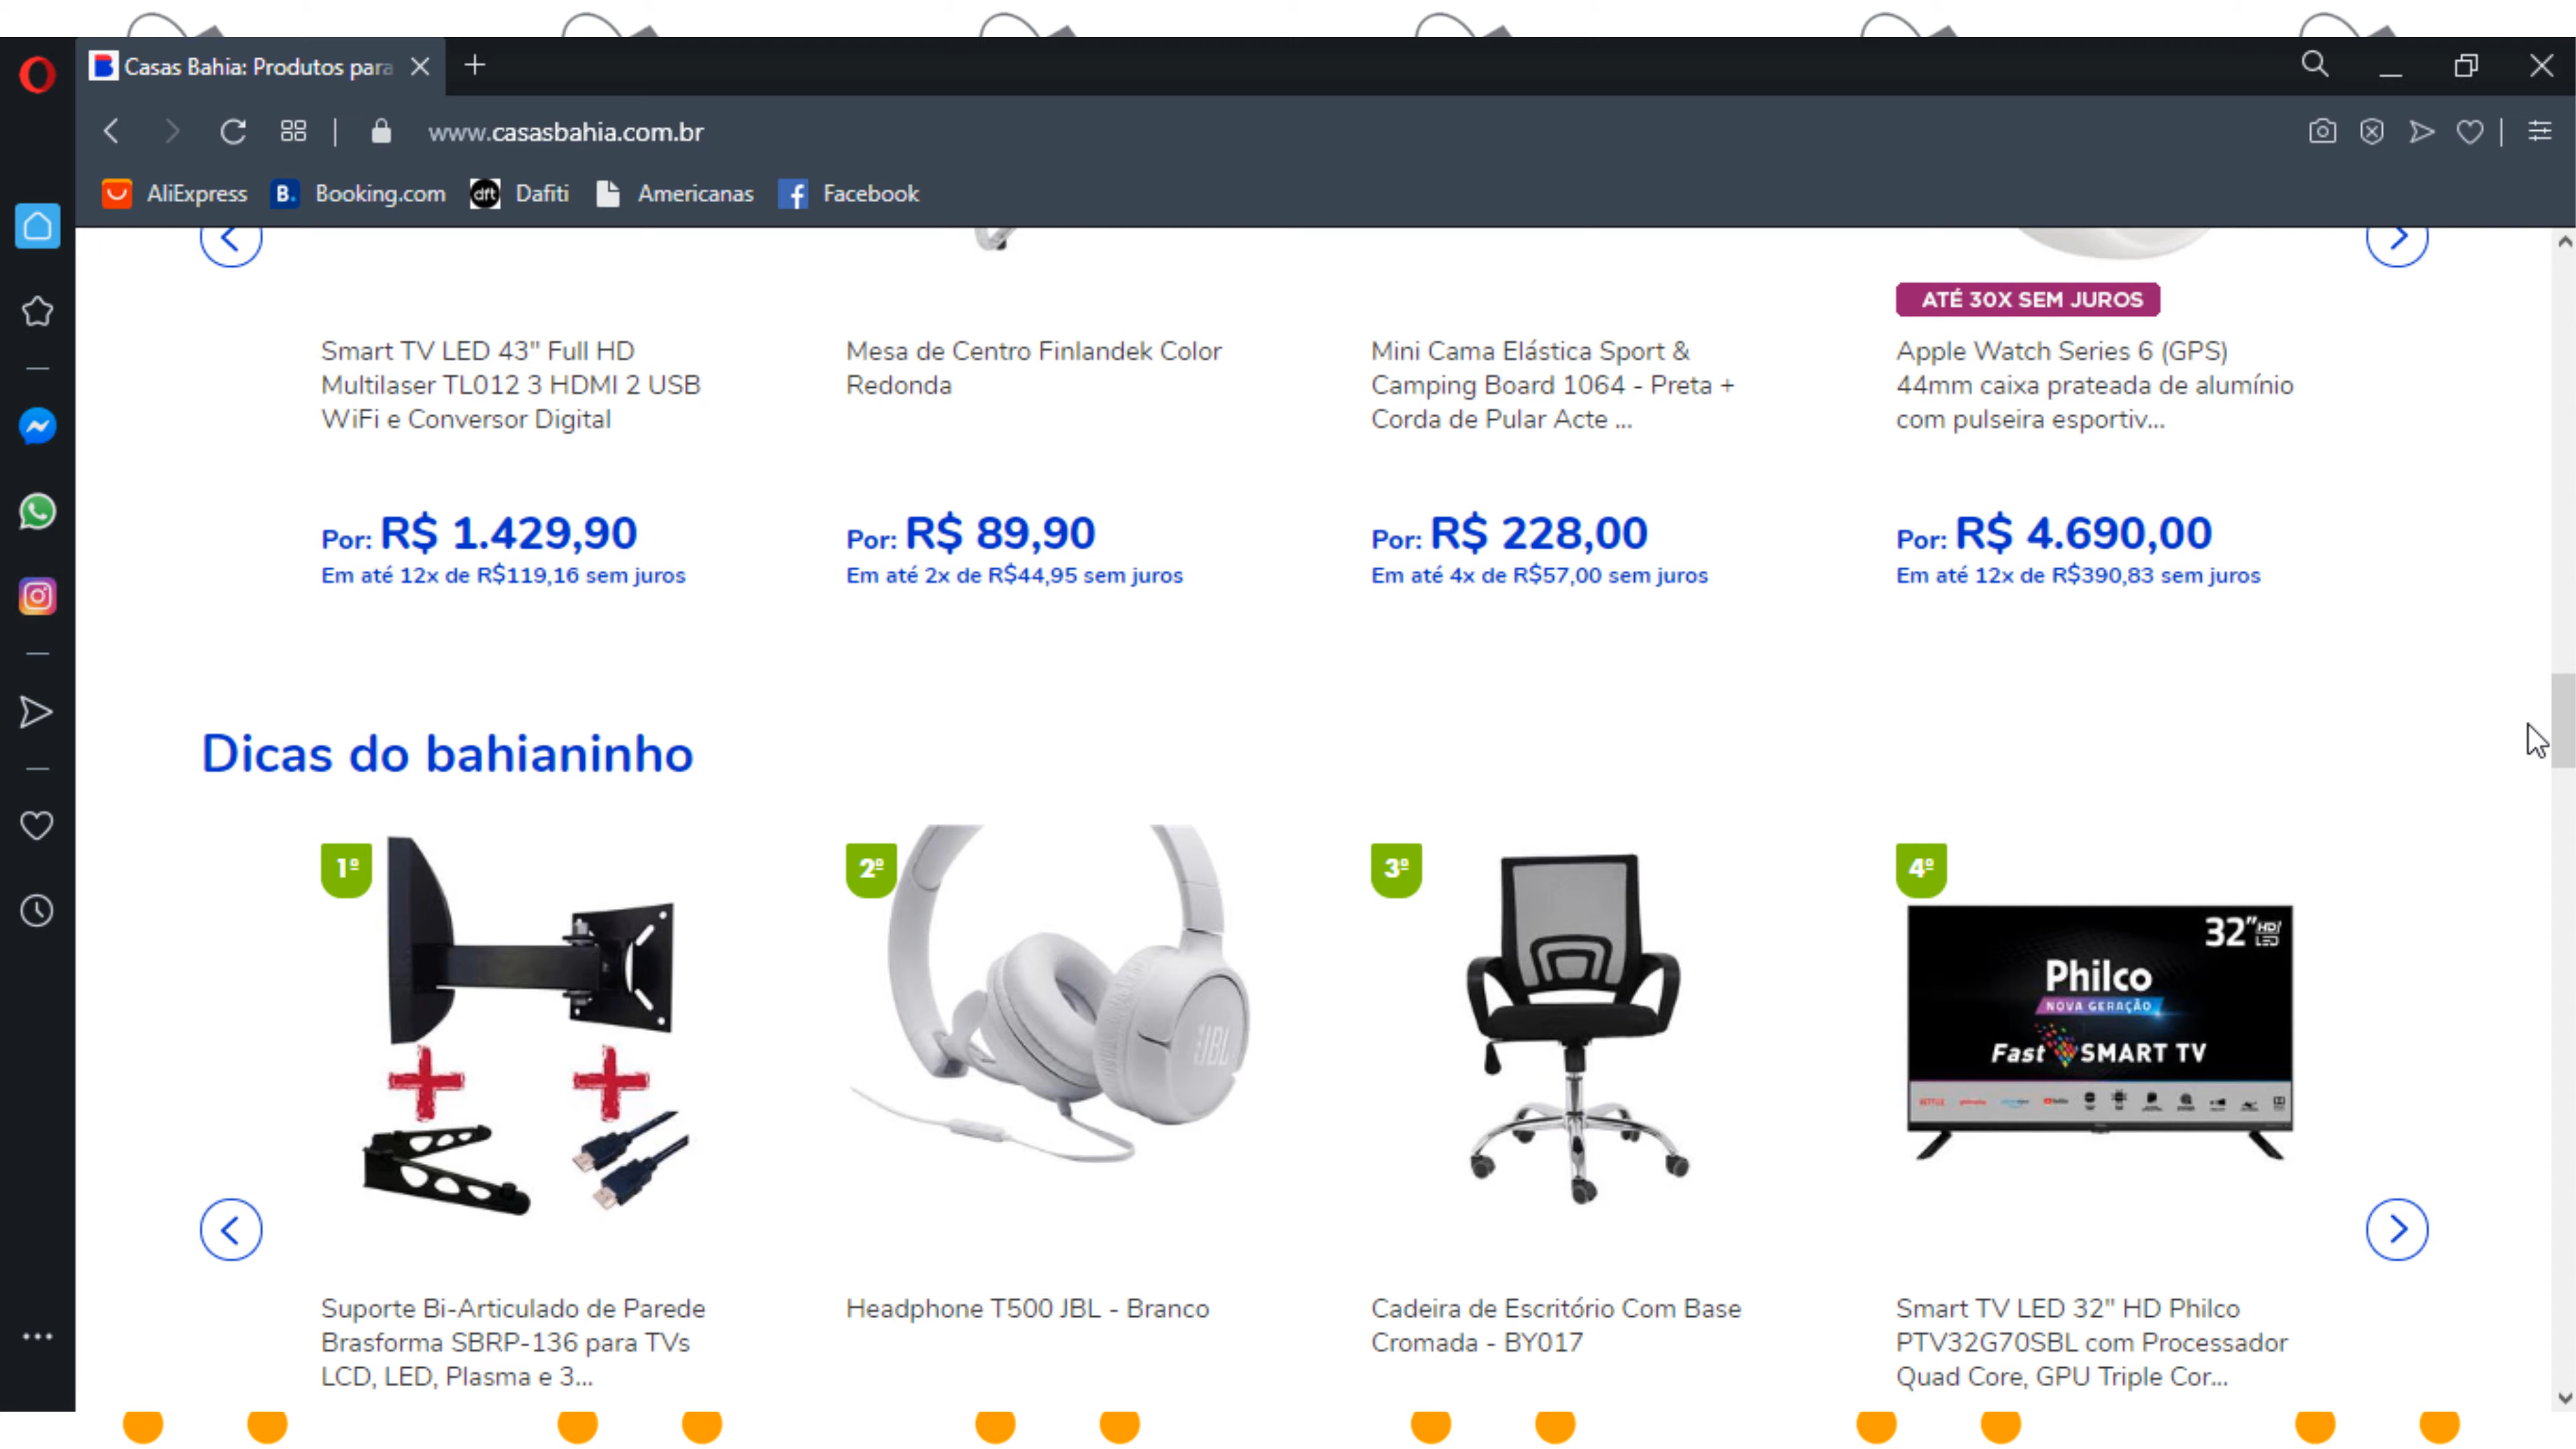 Casas Bahia: Produtos para
www.casasbahia.com.br
AliExpress
B. Booking.com
dft Dafiti
Americanas
Facebook
ATÉ 30X SEM JUROS
Smart TV LED 43" Full HD
Multilaser TL012 3 HDMI 2 USB
WiFi e Conversor Digital
Por: R$ 1.429,90
Em até 12x de R$119,16 sem juros
Mesa de Centro Finlandek Color
Redonda
Por: R$ 89,90
Em até 2x de R$44,95 sem juros
Mini Cama Elástica Sport &
Camping Board 1064 - Preta +
Corda de Pular Acte ...
Por: R$ 228,00
Em até 4x de R$57,00 sem juros
Apple Watch Series 6 (GPS)
44mm caixa prateada de alumínio
com pulseira esportiv...
Por: R$ 4.690,00
Em até 12x de R$390,83 sem juros
Dicas do bahianinho
1º
2º
3º
4º
JBL
32" HD
LED
Philco
NOVA GERAÇÃO
Fast SMART TV
NETFLIX
YouTube
Suporte Bi-Articulado de Parede
Brasforma SBRP-136 para TVs
LCD, LED, Plasma e 3...
Headphone T500 JBL - Branco
Cadeira de Escritório Com Base
Cromada - BY017
Smart TV LED 32" HD Philco
PTV32G70SBL com Processador
Quad Core, GPU Triple Cor...